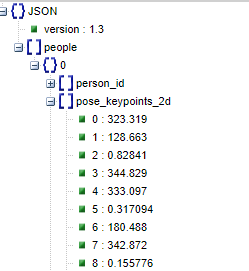 JSON
version : 1.3
people
0
person_id
pose_keypoints_2d
0 : 323.319
1 : 128.663
2 : 0.82841
3 : 344.829
4 : 333.097
5 : 0.317094
6 : 180.488
7 : 342.872
8 : 0.155776